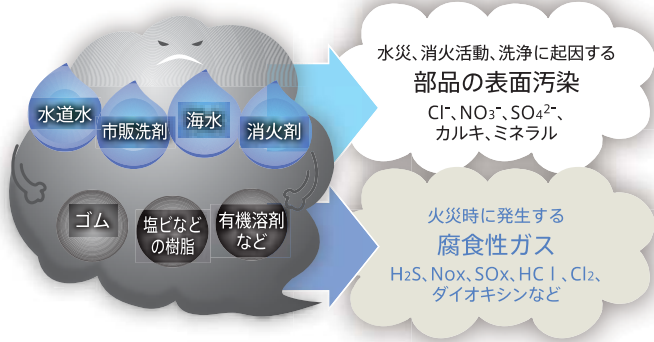 水道水
市販洗剤
海水
消火剤
ゴム
塩ビなど
の樹脂
有機溶剤
など
水災、消火活動、洗浄に起因する
部品の表面汚染
Cl⁻、NO₃⁻、SO₄²⁻、
カルキ、ミネラル
火災時に発生する
腐食性ガス
H₂S、Nox、SOx、HCl、Cl₂、
ダイオキシンなど